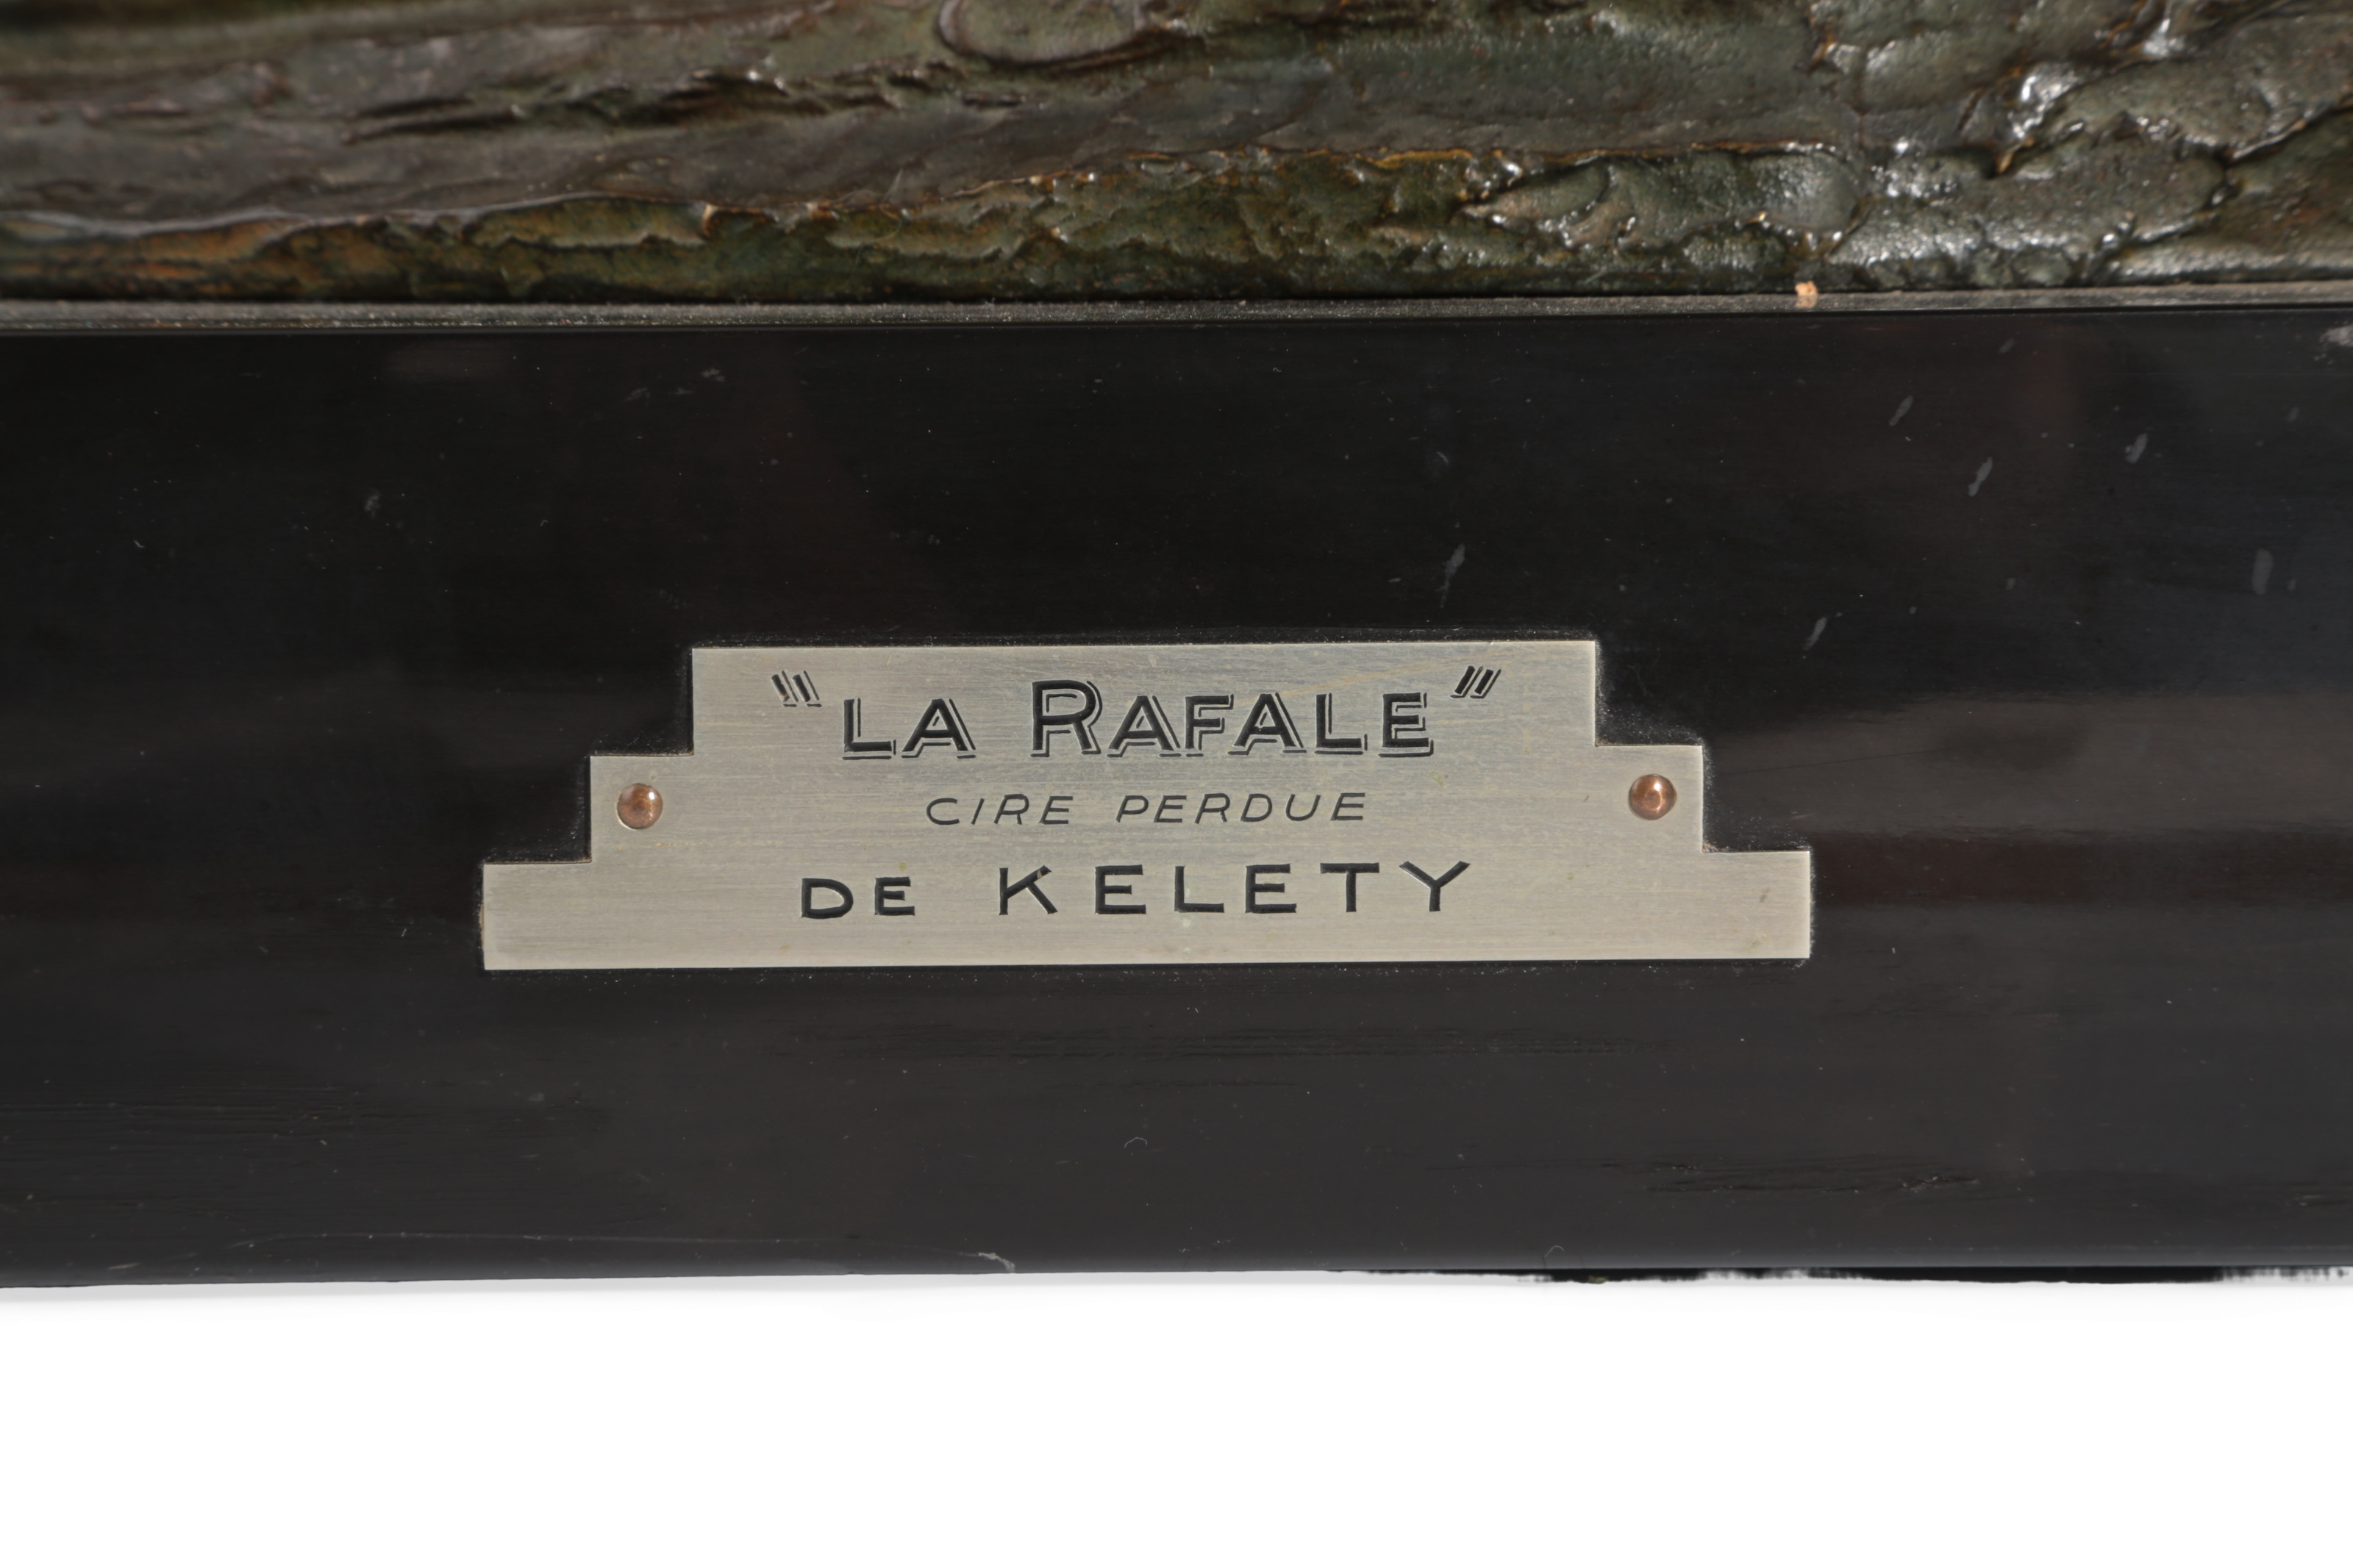 "LA RAFALE"
CIRE PERDUE
DE KELETY